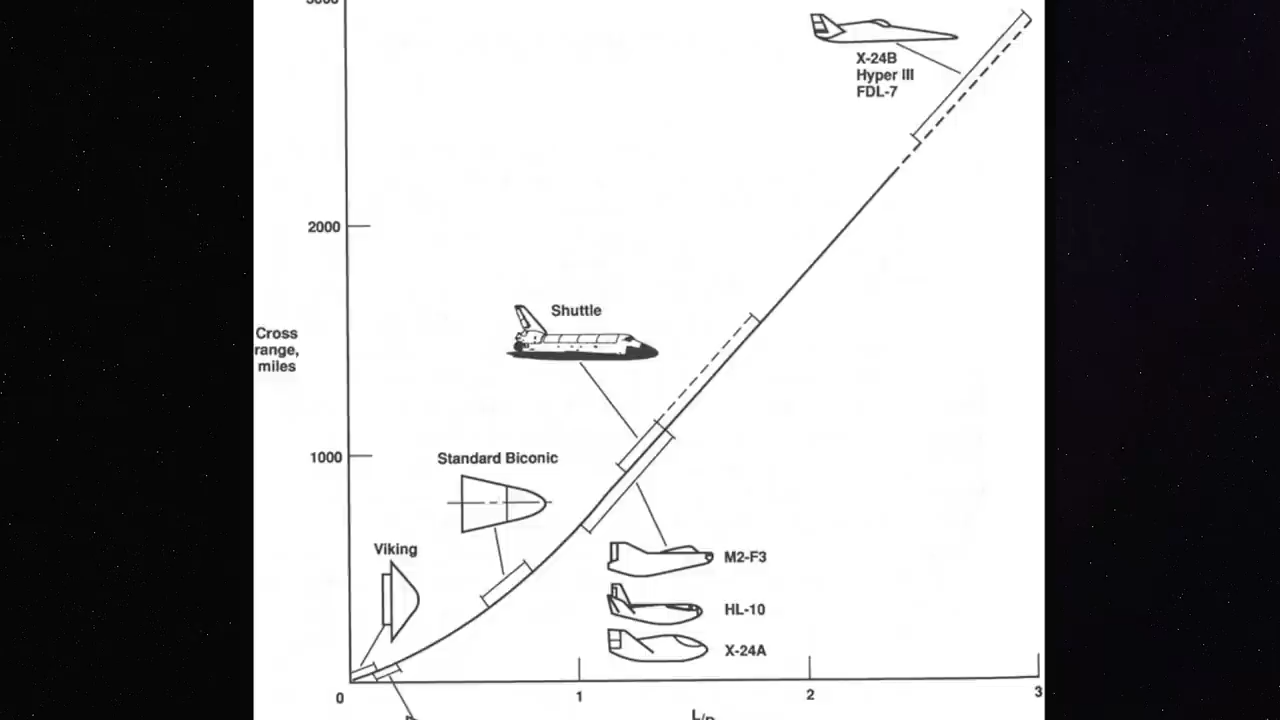 3000
X-24B
Hyper III
FDL-7
2000
Shuttle
Cross
range,
miles
1000
Standard Biconic
Viking
M2-F3
HL-10
X-24A
0
1
2
3